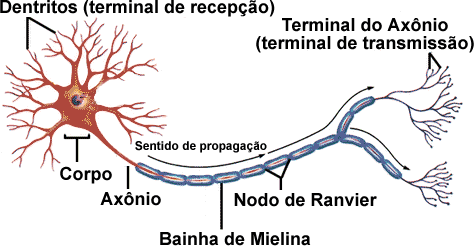 Dentritos (terminal de recepção)
Terminal do Axônio
(terminal de transmissão)
Sentido de propagação
Corpo
Axônio
Nodo de Ranvier
Bainha de Mielina